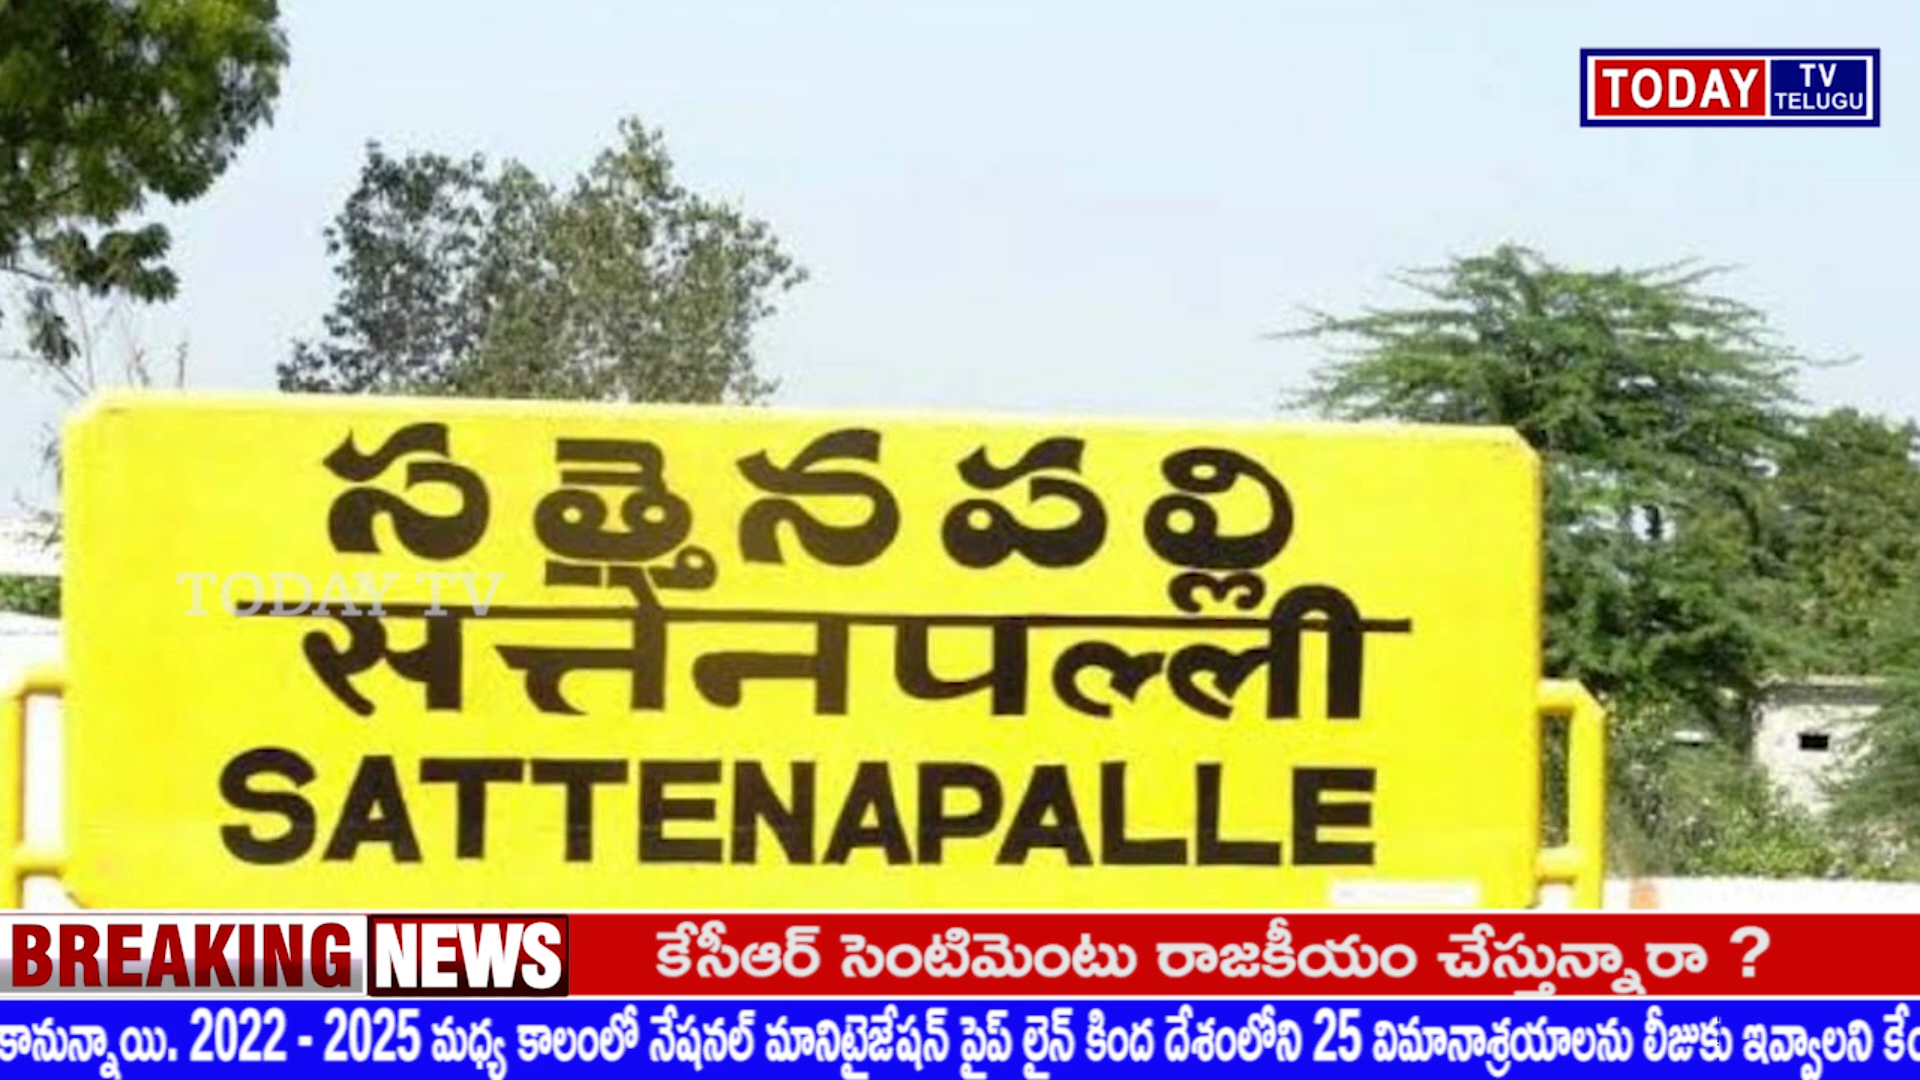 TODAY TV TELUGU
సత్తెనపల్లి
TODAY TV
सत्तेनपल्ली
SATTENAPALLE
BREAKING NEWS కేసీఆర్ సెంటిమెంటు రాజకీయం చేస్తున్నారా ?
కానున్నాయి. 2022 - 2025 మధ్య కాలంలో నేషనల్ మానిటైజేషన్ పైప్ లైన్ కింద దేశంలోని 25 విమానాశ్రయాలను లీజుకు ఇవ్వాలని